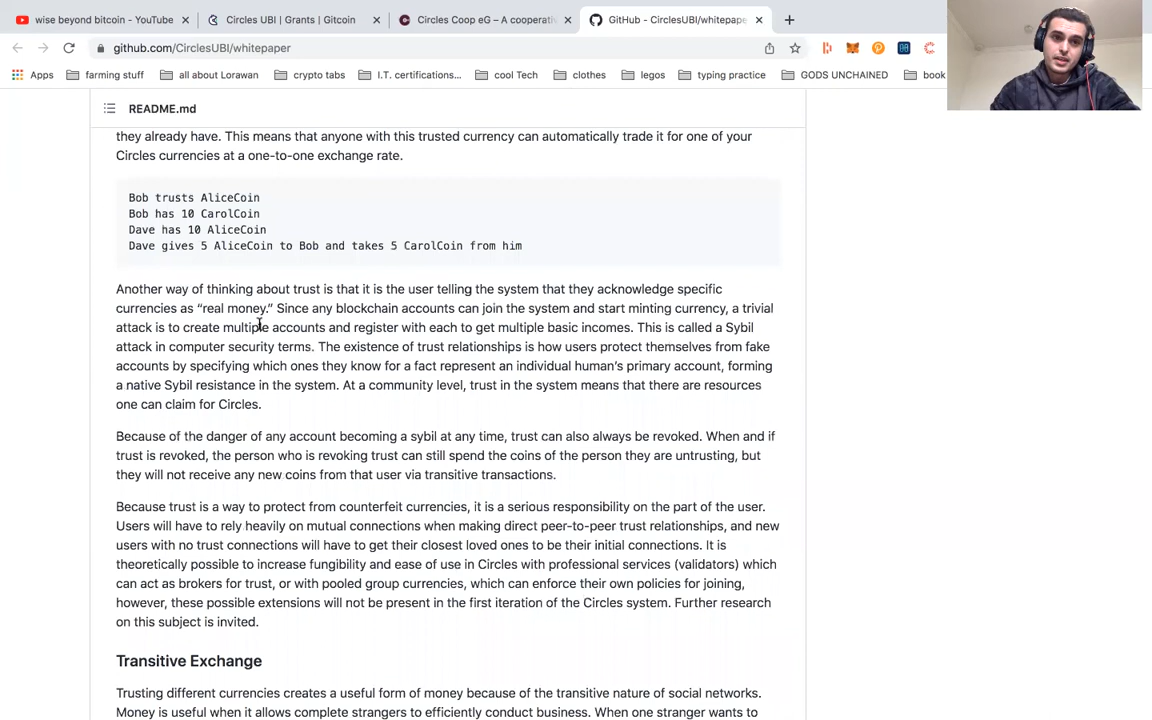 wise beyond bitcoin - YouTube
Circles UBI | Grants | Gitcoin
Circles Coop eG – A cooperativ
GitHub - CirclesUBI/whitepape
github.com/CirclesUBI/whitepaper
Apps
farming stuff
all about Lorawan
crypto tabs
I.T. certifications...
cool Tech
clothes
legos
typing practice
GODS UNCHAINED
book
README.md
they already have. This means that anyone with this trusted currency can automatically trade it for one of your
Circles currencies at a one-to-one exchange rate.
Bob trusts AliceCoin
Bob has 10 CarolCoin
Dave has 10 AliceCoin
Dave gives 5 AliceCoin to Bob and takes 5 CarolCoin from him
Another way of thinking about trust is that it is the user telling the system that they acknowledge specific
currencies as “real money.” Since any blockchain accounts can join the system and start minting currency, a trivial
attack is to create multiple accounts and register with each to get multiple basic incomes. This is called a Sybil
attack in computer security terms. The existence of trust relationships is how users protect themselves from fake
accounts by specifying which ones they know for a fact represent an individual human’s primary account, forming
a native Sybil resistance in the system. At a community level, trust in the system means that there are resources
one can claim for Circles.
Because of the danger of any account becoming a sybil at any time, trust can also always be revoked. When and if
trust is revoked, the person who is revoking trust can still spend the coins of the person they are untrusting, but
they will not receive any new coins from that user via transitive transactions.
Because trust is a way to protect from counterfeit currencies, it is a serious responsibility on the part of the user.
Users will have to rely heavily on mutual connections when making direct peer-to-peer trust relationships, and new
users with no trust connections will have to get their closest loved ones to be their initial connections. It is
theoretically possible to increase fungibility and ease of use in Circles with professional services (validators) which
can act as brokers for trust, or with pooled group currencies, which can enforce their own policies for joining,
however, these possible extensions will not be present in the first iteration of the Circles system. Further research
on this subject is invited.
Transitive Exchange
Trusting different currencies creates a useful form of money because of the transitive nature of social networks.
Money is useful when it allows complete strangers to efficiently conduct business. When one stranger wants to